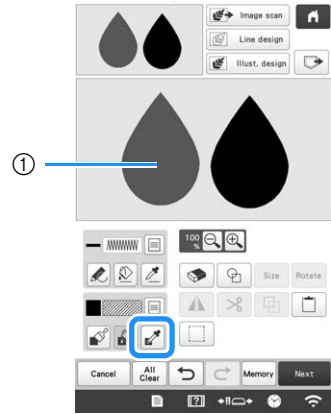 Image scan
Line design
Illust. design
①
100 %
Size
Rotate
Cancel
All Clear
Memory
Next